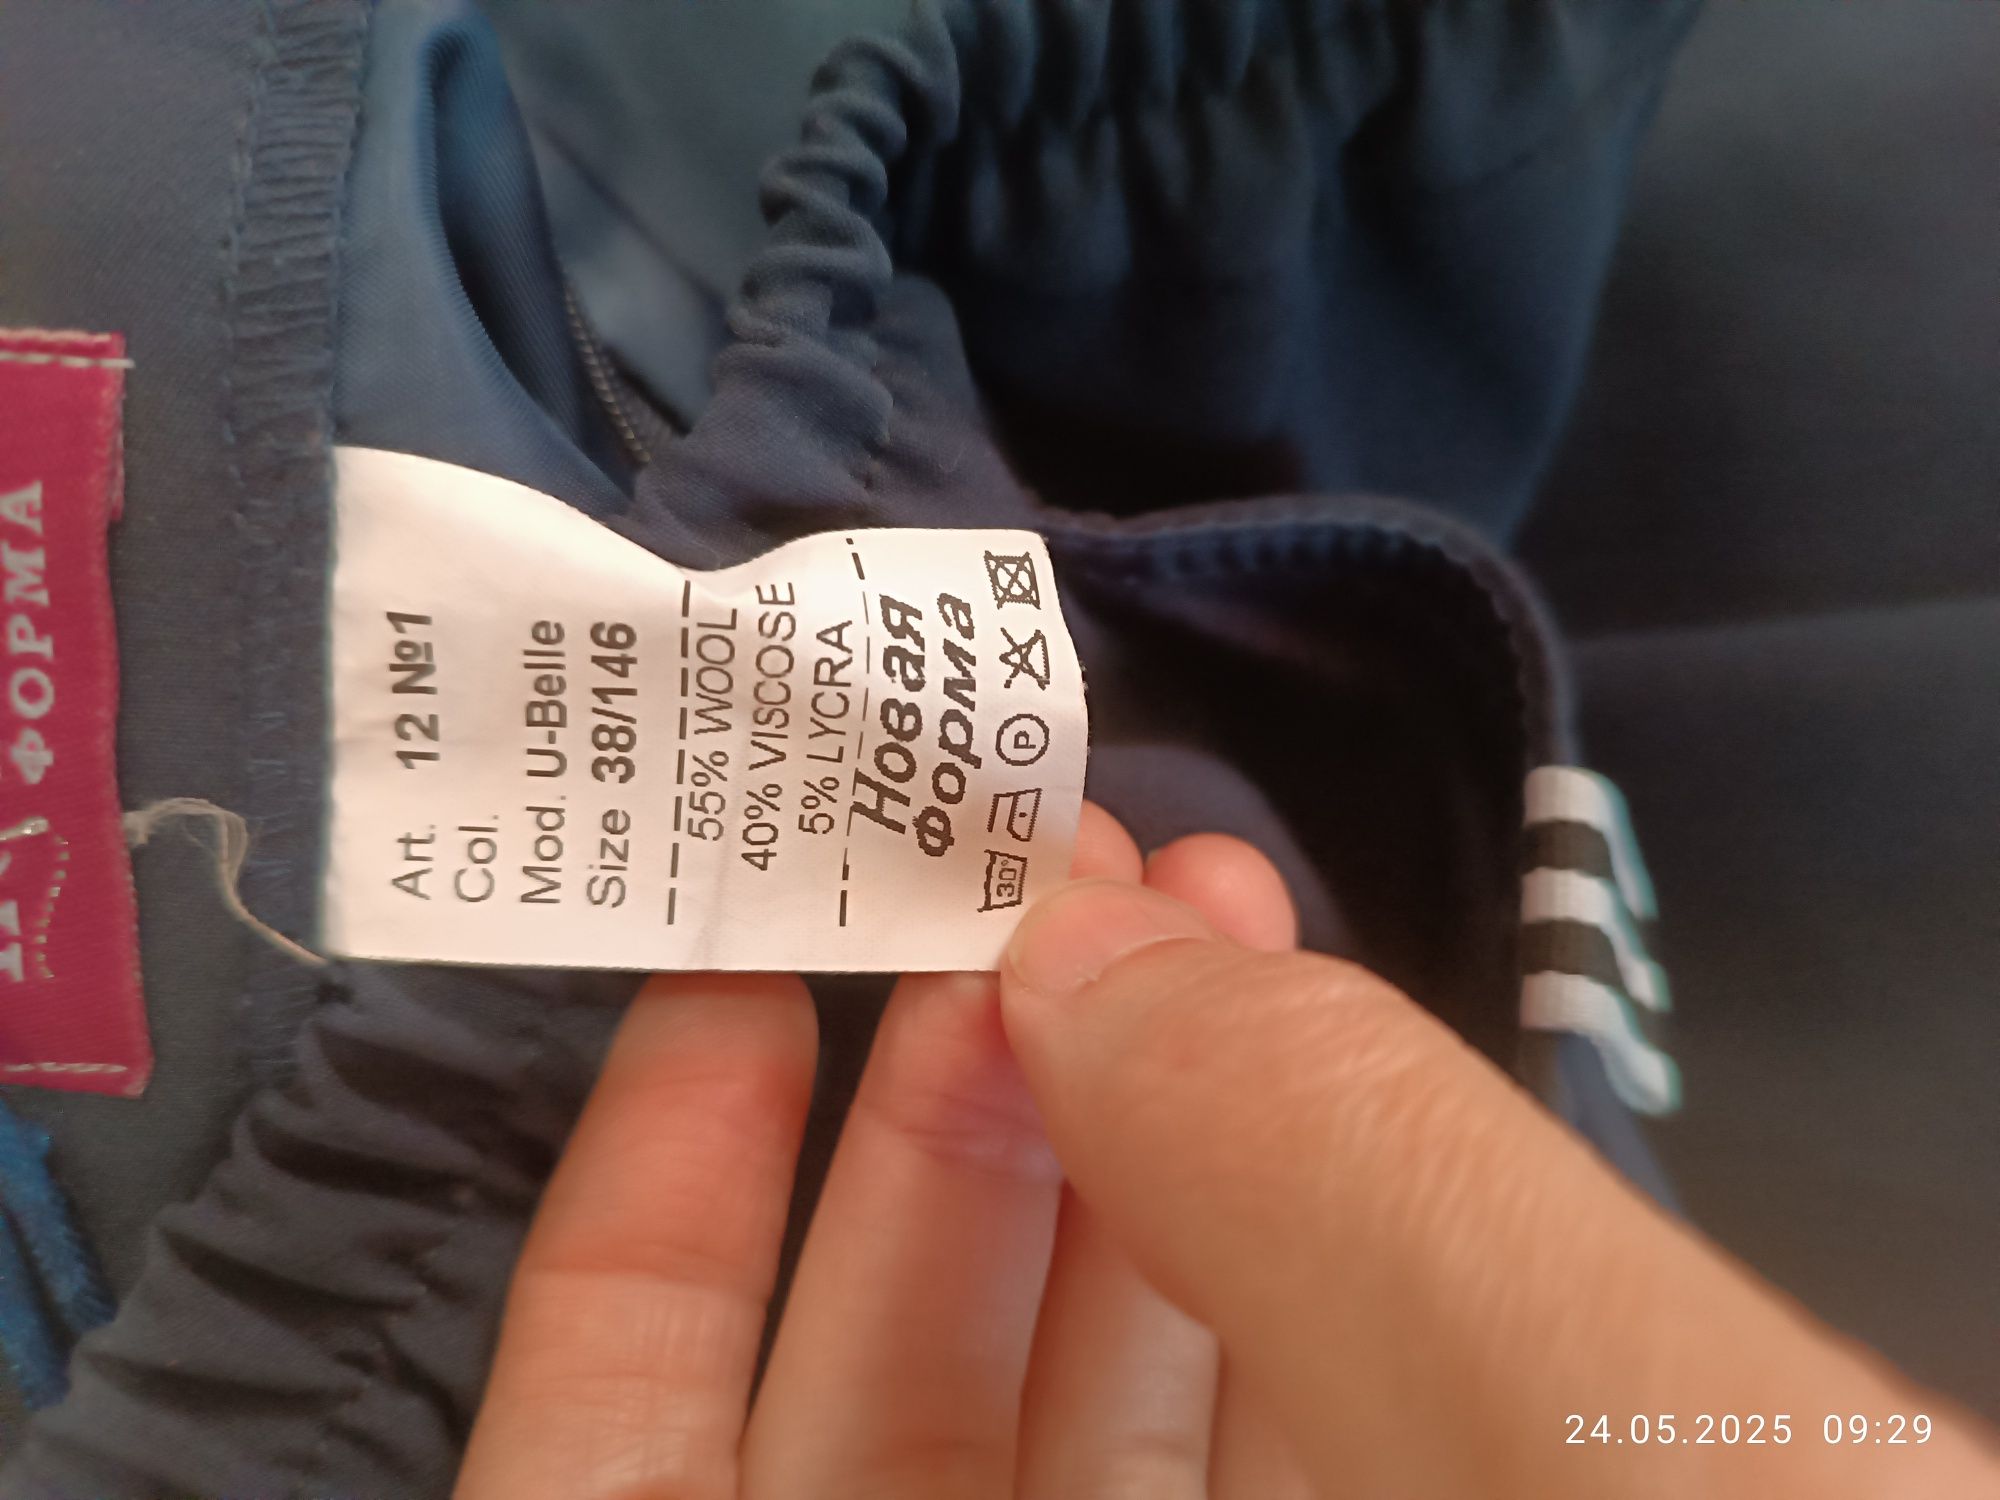 ФОРМА
Art. 12 №1
Col.
Mod. U-Belle
Size 38/146
55% WOOL
40% VISCOSE
5% LYCRA
Новая
Форма
30°
P
24.05.2025 09:29